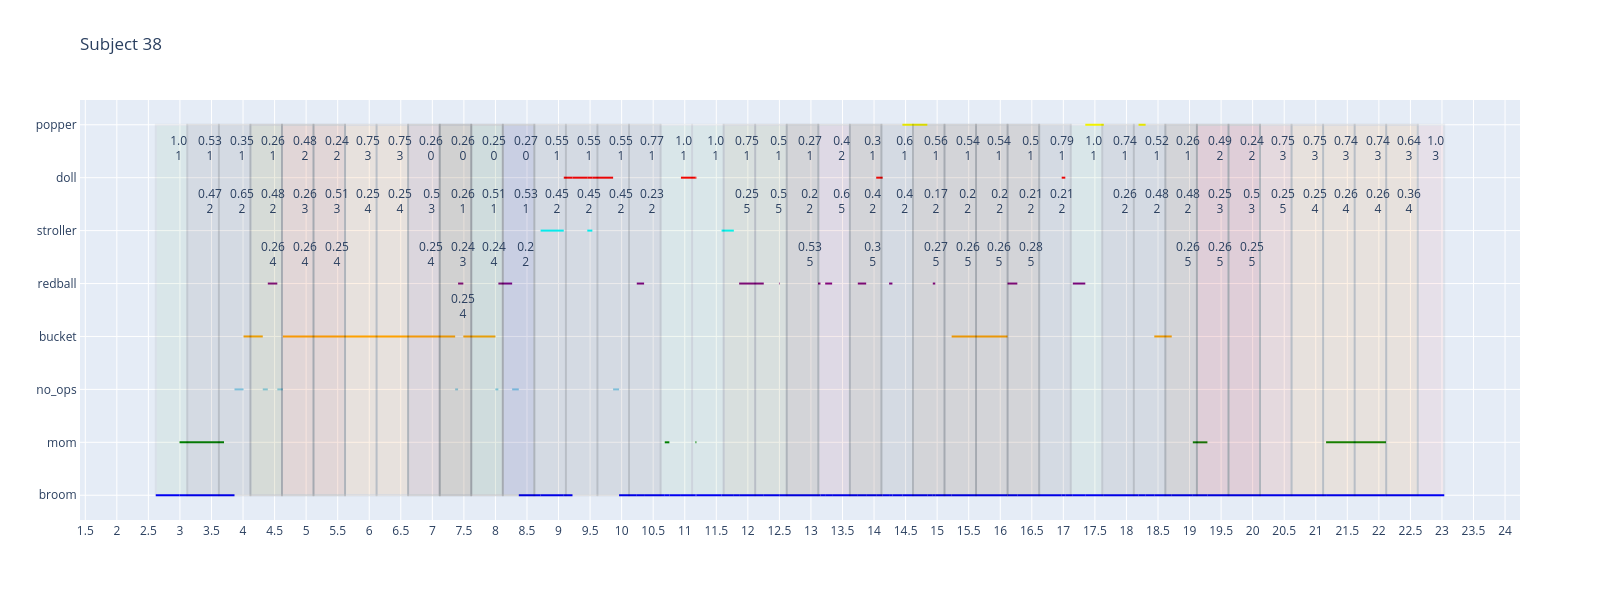 Subject 38
popper
1.0 0.53 0.35 0.26 0.48 0.24 0.75 0.75 0.26 0.26 0.25 0.27 0.55 0.55 0.55 0.77 1.0 1.0 0.75 0.5 0.27 0.4 0.3 0.6 0.56 0.54 0.54 0.5 0.79 1.0 0.74 0.52 0.26 0.49 0.24 0.75 0.75 0.74 0.74 0.64 1.0
1 1 1 1 2 2 3 3 0 0 0 0 1 1 1 1 1 1 1 1 1 2 1 1 1 1 1 1 1 1 1 1 1 2 2 3 3 3 3 3 3
doll
0.47 0.65 0.48 0.26 0.51 0.25 0.25 0.5 0.26 0.51 0.53 0.45 0.45 0.45 0.23 0.25 0.5 0.2 0.6 0.4 0.4 0.17 0.2 0.2 0.21 0.21 0.26 0.48 0.48 0.25 0.5 0.25 0.25 0.26 0.26 0.36
2 2 2 3 3 4 4 3 1 1 1 2 2 2 2 5 5 2 5 2 2 2 2 2 2 2 2 2 2 3 3 5 4 4 4 4
stroller
0.26 0.26 0.25 0.25 0.24 0.24 0.2 0.53 0.3 0.27 0.26 0.26 0.28 0.26 0.26 0.25
4 4 4 4 3 4 2 5 5 5 5 5 5 5 5 5
redball
0.25
4
bucket
no_ops
mom
broom
1.5 2 2.5 3 3.5 4 4.5 5 5.5 6 6.5 7 7.5 8 8.5 9 9.5 10 10.5 11 11.5 12 12.5 13 13.5 14 14.5 15 15.5 16 16.5 17 17.5 18 18.5 19 19.5 20 20.5 21 21.5 22 22.5 23 23.5 24